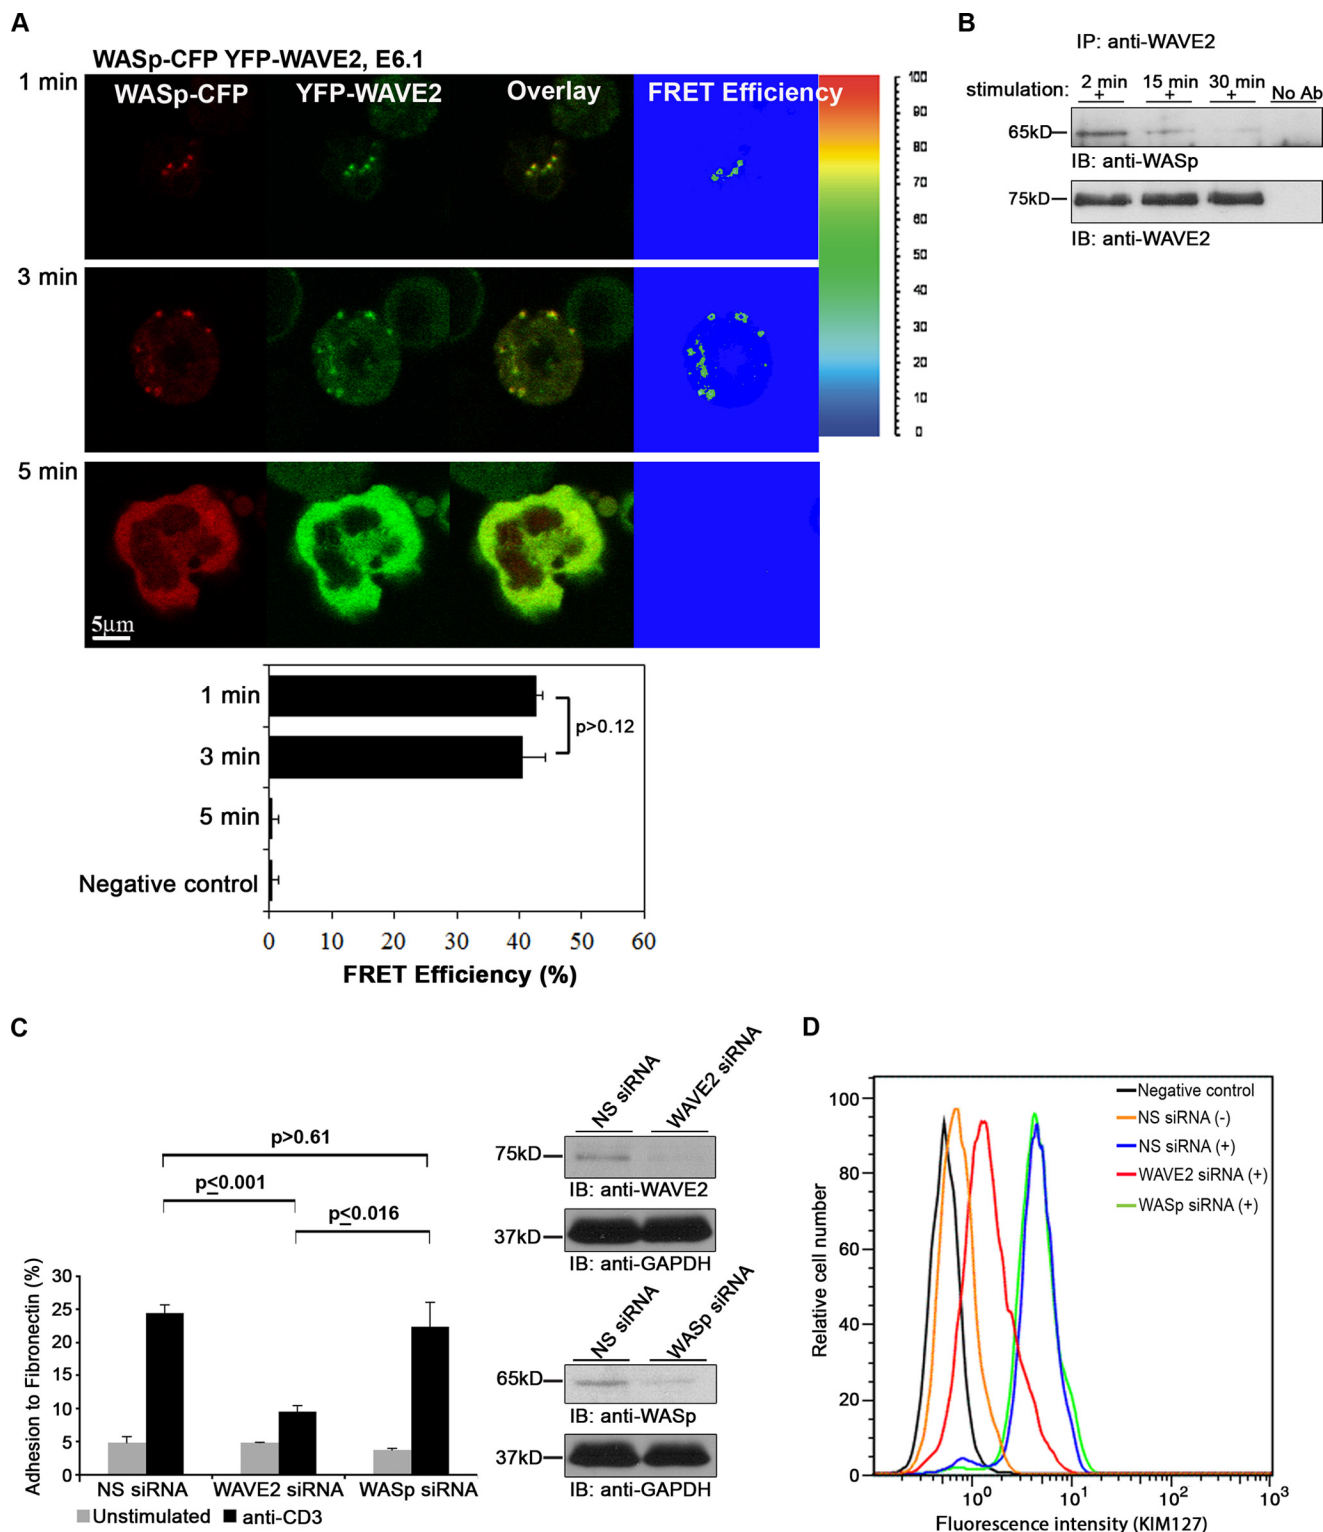 A
WASp-CFP YFP-WAVE2, E6.1
1 min
WASp-CFP YFP-WAVE2 Overlay FRET Efficiency
100
90
80
70
60
50
40
30
20
10
0
3 min
5 min
5µm
1 min
3 min
5 min
Negative control
p>0.12
0 10 20 30 40 50 60
FRET Efficiency (%)
B
IP: anti-WAVE2
stimulation: 2 min 15 min 30 min No Ab
+ + +
65kD
IB: anti-WASp
75kD
IB: anti-WAVE2
C
p>0.61
p≤0.001
p≤0.016
Adhesion to Fibronectin (%)
30
25
20
15
10
5
0
NS siRNA WAVE2 siRNA WASp siRNA
Unstimulated anti-CD3
NS siRNA WAVE2 siRNA
75kD
IB: anti-WAVE2
37kD
IB: anti-GAPDH
NS siRNA WASp siRNA
65kD
IB: anti-WASp
37kD
IB: anti-GAPDH
D
Relative cell number
100
80
60
40
20
0
Negative control
NS siRNA (-)
NS siRNA (+)
WAVE2 siRNA (+)
WASp siRNA (+)
10⁰ 10¹ 10² 10³
Fluorescence intensity (KIM127)